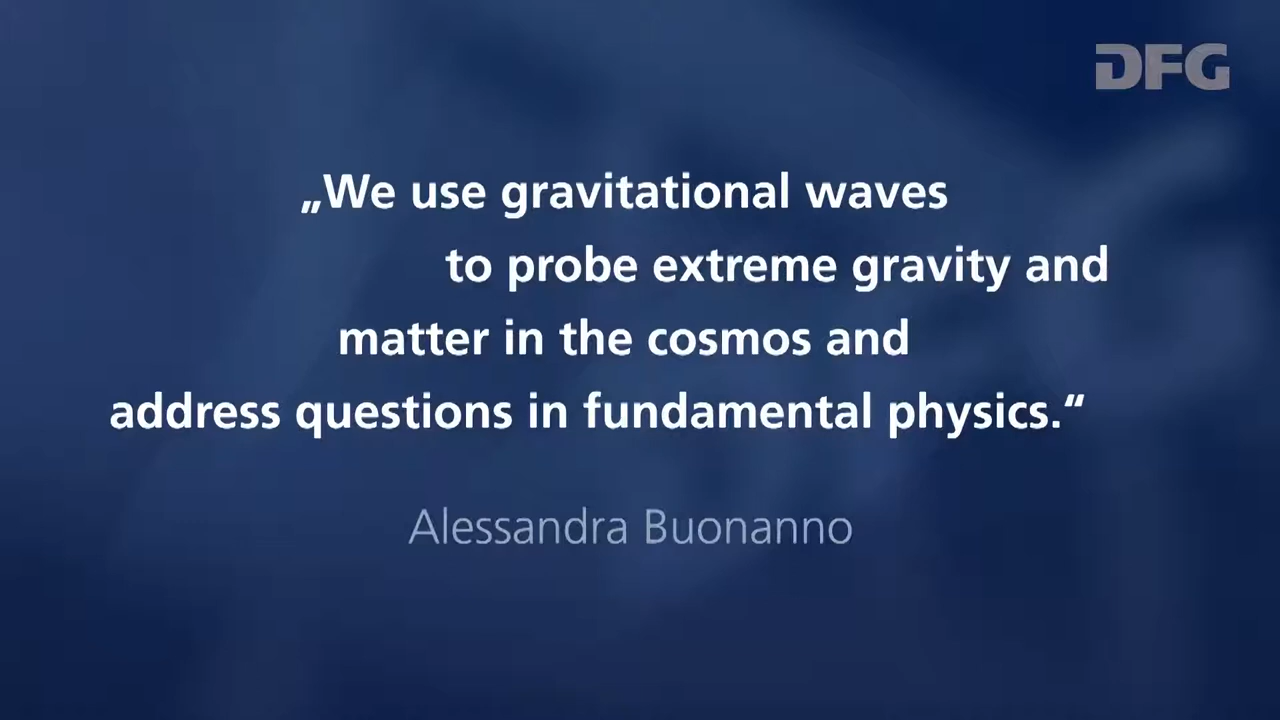 DFG
„We use gravitational waves
to probe extreme gravity and
matter in the cosmos and
address questions in fundamental physics.“
Alessandra Buonanno